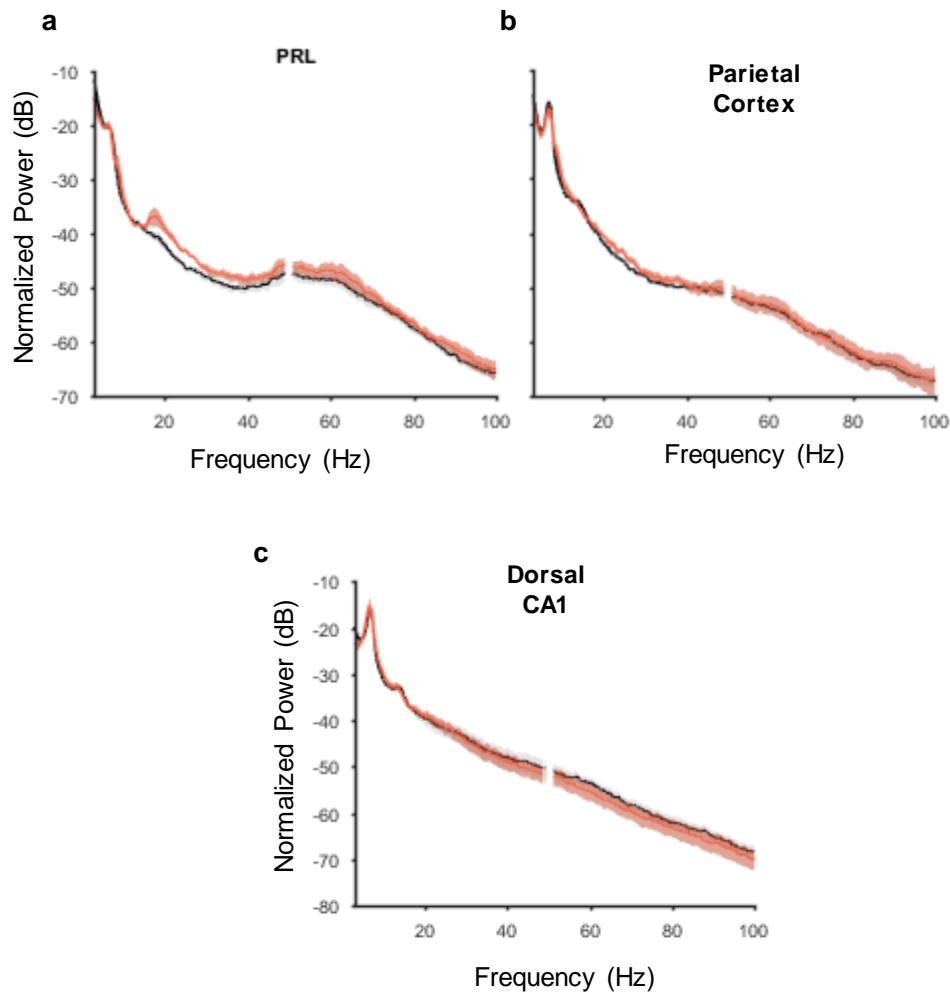 a
PRL
Normalized Power (dB)
-10
-20
-30
-40
-50
-60
-70
20
40
60
80
100
Frequency (Hz)
b
Parietal
Cortex
20
40
60
80
100
Frequency (Hz)
c
Dorsal
CA1
Normalized Power (dB)
-10
-20
-30
-40
-50
-60
-70
-80
20
40
60
80
100
Frequency (Hz)